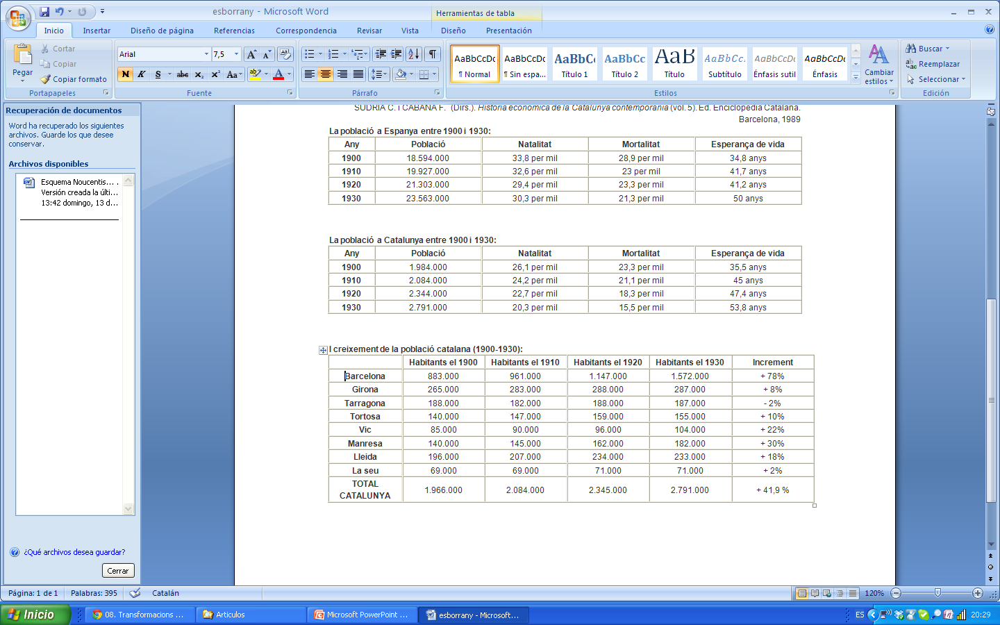 esborrany - Microsoft Word
Herramientas de tabla
Inicio Insertar Diseño de página Referencias Correspondencia Revisar Vista Diseño Presentación
Pegar
Cortar
Copiar
Copiar formato
Portapapeles
Arial 7,5
N K S abe x₂ x² Aa
Fuente
Párrafo
AaBbCcDc AaBbCcDc AaBbC AaBbCc AaB AaBbCc. AaBbCcDc AaBbCcDc
¶ Normal ¶ Sin espa... Título 1 Título 2 Título Subtítulo Énfasis sutil Énfasis
Cambiar estilos
Estilos
Buscar
Reemplazar
Seleccionar
Edición
Recuperación de documentos
Word ha recuperado los siguientes
archivos. Guarde los que desee
conservar.
Archivos disponibles
Esquema Noucentis... .
Versión creada la últi...
13:42 domingo, 13 d...
¿Qué archivos desea guardar?
Cerrar
SUDRIÀ C. i CABANA F. (Dirs.). Història econòmica de la Catalunya contemporània (vol. 5). Ed. Enciclopèdia Catalana.
Barcelona, 1989
La població a Espanya entre 1900 i 1930:
Any Població Natalitat Mortalitat Esperança de vida
1900 18.594.000 33,8 per mil 28,9 per mil 34,8 anys
1910 19.927.000 32,6 per mil 23 per mil 41,7 anys
1920 21.303.000 29,4 per mil 23,3 per mil 41,2 anys
1930 23.563.000 30,3 per mil 21,3 per mil 50 anys
La població a Catalunya entre 1900 i 1930:
Any Població Natalitat Mortalitat Esperança de vida
1900 1.984.000 26,1 per mil 23,3 per mil 35,5 anys
1910 2.084.000 24,2 per mil 21,1 per mil 45 anys
1920 2.344.000 22,7 per mil 18,3 per mil 47,4 anys
1930 2.791.000 20,3 per mil 15,5 per mil 53,8 anys
l creixement de la població catalana (1900-1930):
Habitants el 1900 Habitants el 1910 Habitants el 1920 Habitants el 1930 Increment
Barcelona 883.000 961.000 1.147.000 1.572.000 + 78%
Girona 265.000 283.000 288.000 287.000 + 8%
Tarragona 188.000 182.000 188.000 187.000 - 2%
Tortosa 140.000 147.000 159.000 155.000 + 10%
Vic 85.000 90.000 96.000 104.000 + 22%
Manresa 140.000 145.000 162.000 182.000 + 30%
Lleida 196.000 207.000 234.000 233.000 + 18%
La seu 69.000 69.000 71.000 71.000 + 2%
TOTAL
CATALUNYA 1.966.000 2.084.000 2.345.000 2.791.000 + 41,9 %
Página: 1 de 1 Palabras: 395 Catalán 120%
Inicio 08. Transformacions ... Articulos Microsoft PowerPoint ... esborrany - Microsoft... ES 20:29